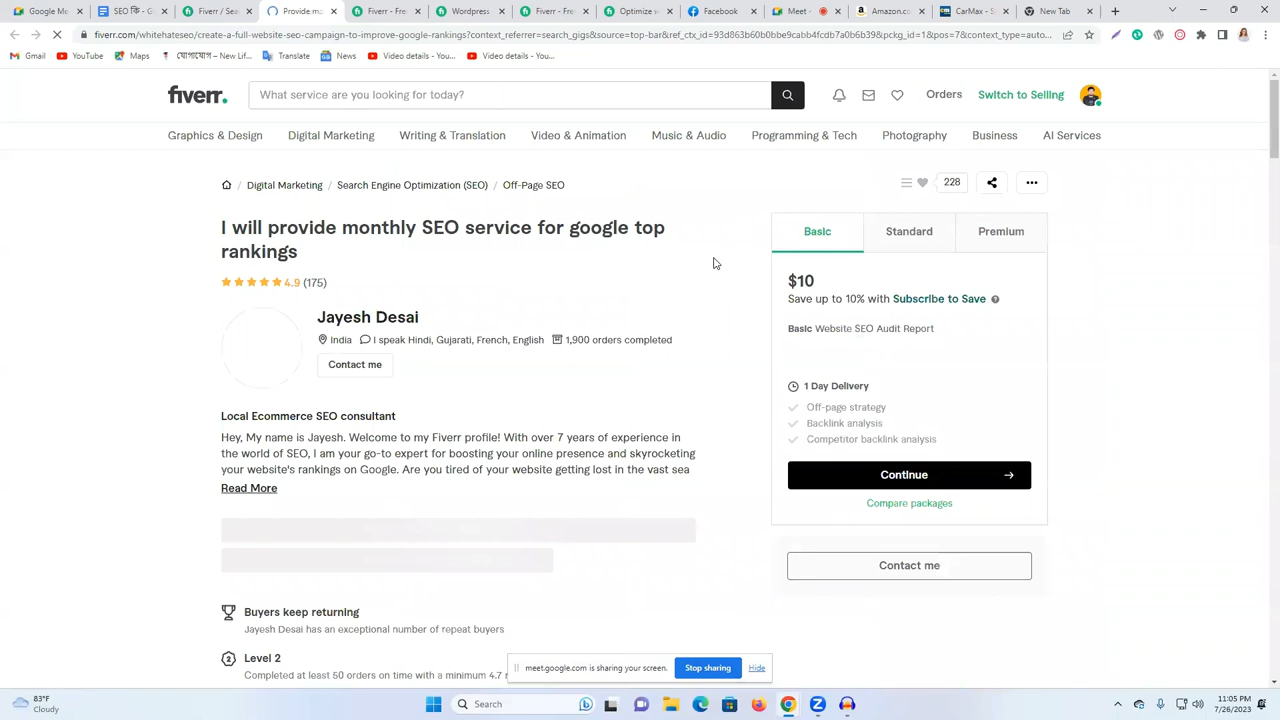 Google Me
SEO কি -
Fiverr / Sea
Provide m
Fiverr - Fre
Wordpress
Fiverr - Fre
Optimize w
Facebook
Meet -
Amazon.co
CarMax - S
New Tab
fiverr.com/whitehateseo/create-a-full-website-seo-campaign-to-improve-google-rankings?context_referrer=search_gigs&source=top-bar&ref_ctx_id=93d863b60b0bbe9cabb4fcdb7a0b6b39&pckg_id=1&pos=7&context_type=auto...
Gmail
YouTube
Maps
যোগাযোগ – New Lif...
Translate
News
Video details - You...
Video details - You...
fiverr.
What service are you looking for today?
Orders
Switch to Selling
Graphics & Design
Digital Marketing
Writing & Translation
Video & Animation
Music & Audio
Programming & Tech
Photography
Business
AI Services
/ Digital Marketing / Search Engine Optimization (SEO) / Off-Page SEO
228
I will provide monthly SEO service for google top
rankings
4.9 (175)
Jayesh Desai
India
I speak Hindi, Gujarati, French, English
1,900 orders completed
Contact me
Local Ecommerce SEO consultant
Hey, My name is Jayesh. Welcome to my Fiverr profile! With over 7 years of experience in
the world of SEO, I am your go-to expert for boosting your online presence and skyrocketing
your website's rankings on Google. Are you tired of your website getting lost in the vast sea
Read More
Buyers keep returning
Jayesh Desai has an exceptional number of repeat buyers
Level 2
Completed at least 50 orders on time with a minimum 4.7 r
Basic
Standard
Premium
$10
Save up to 10% with Subscribe to Save
Basic Website SEO Audit Report
1 Day Delivery
Off-page strategy
Backlink analysis
Competitor backlink analysis
Continue
Compare packages
Contact me
meet.google.com is sharing your screen.
Stop sharing
Hide
83°F
Cloudy
Search
11:05 PM
7/26/2023